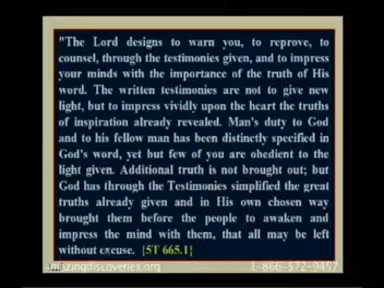 "The Lord designs to warn you, to reprove, to
counsel, through the testimonies given, and to impress
your minds with the importance of the truth of His
word. The written testimonies are not to give new
light, but to impress vividly upon the heart the truths
of inspiration already revealed. Man's duty to God
and to his fellow man has been distinctly specified in
God's word, yet but few of you are obedient to the
light given. Additional truth is not brought out; but
God has through the Testimonies simplified the great
truths already given and in His own chosen way
brought them before the people to awaken and
impress the mind with them, that all may be left
without excuse. {5T 665.1}
amazingdiscoveries.org 1-866-572-9457